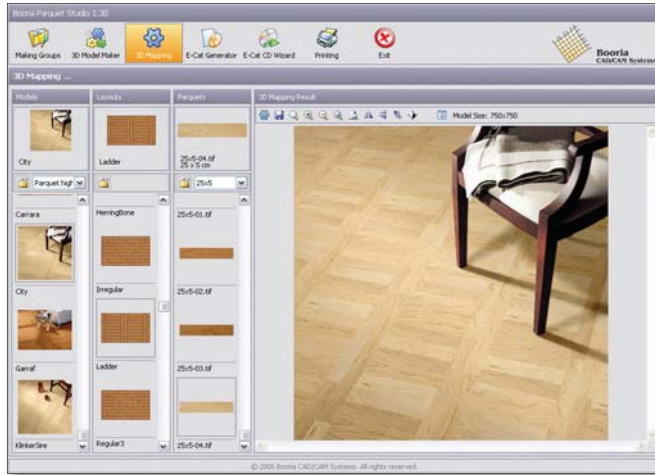 Booria Parquet Studio 1.30
Making Groups 3D Model Maker 3D Mapping E-Cat Generator E-Cat CD Wizard Printing Exit
Booria
CAD/CAM Systems
3D Mapping ...
Models Layouts Parquets 3D Mapping Result
Model Size: 750x750
City Ladder 25x5-04.tif
25 x 5 cm
Parquet high 25x5
Carrara HerringBone 25x5-01.tif
City Irregular 25x5-02.tif
Garraf Ladder 25x5-03.tif
KlinkerSire Regular3 25x5-04.tif
© 2006 Booria CAD/CAM Systems. All rights reserved.